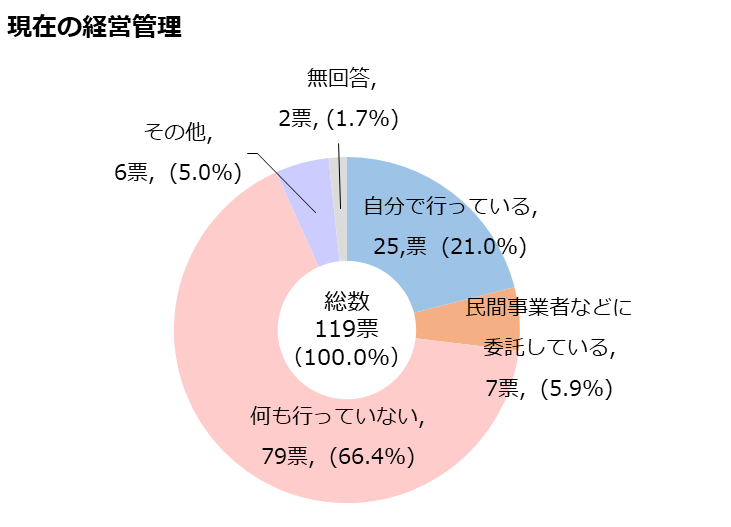 現在の経営管理
無回答,
2票, (1.7%)
その他,
6票, (5.0%)
自分で行っている,
25,票 (21.0%)
民間事業者などに
委託している,
7票, (5.9%)
総数
119票
(100.0%)
何も行っていない,
79票, (66.4%)